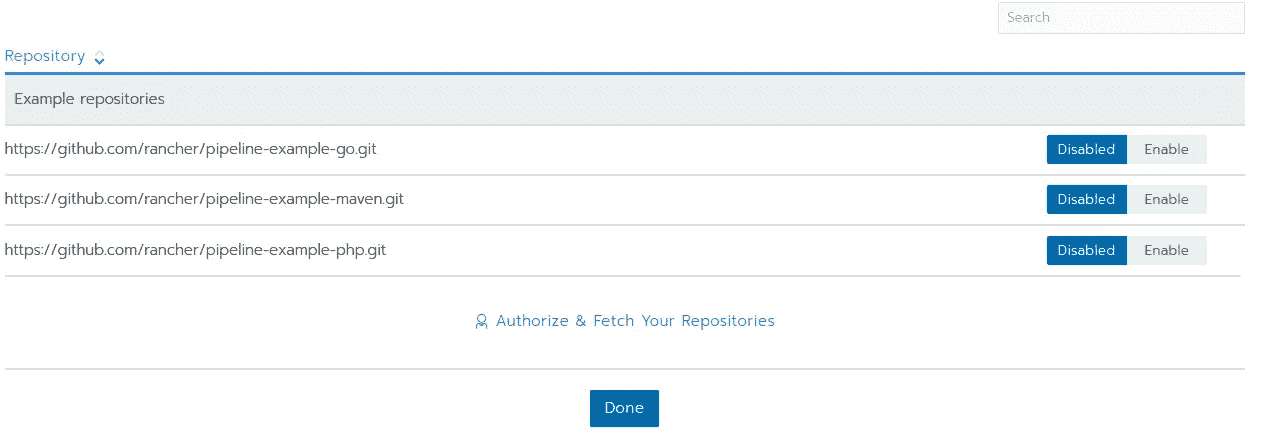 Search
Repository
Example repositories
https://github.com/rancher/pipeline-example-go.git Disabled Enable
https://github.com/rancher/pipeline-example-maven.git Disabled Enable
https://github.com/rancher/pipeline-example-php.git Disabled Enable
Authorize & Fetch Your Repositories
Done